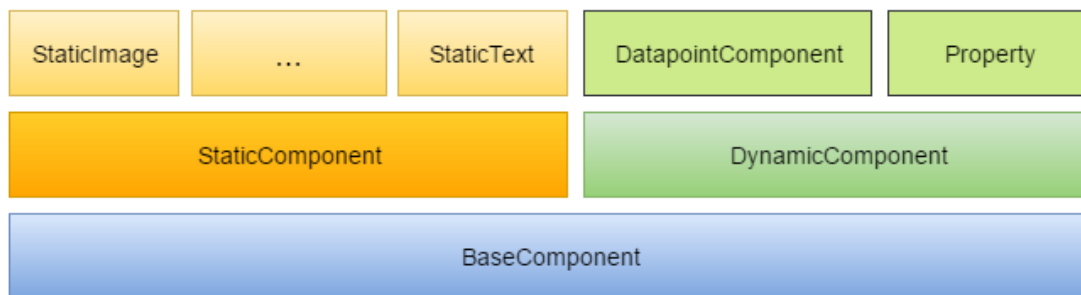 StaticImage
...
StaticText
DatapointComponent
Property
StaticComponent
DynamicComponent
BaseComponent